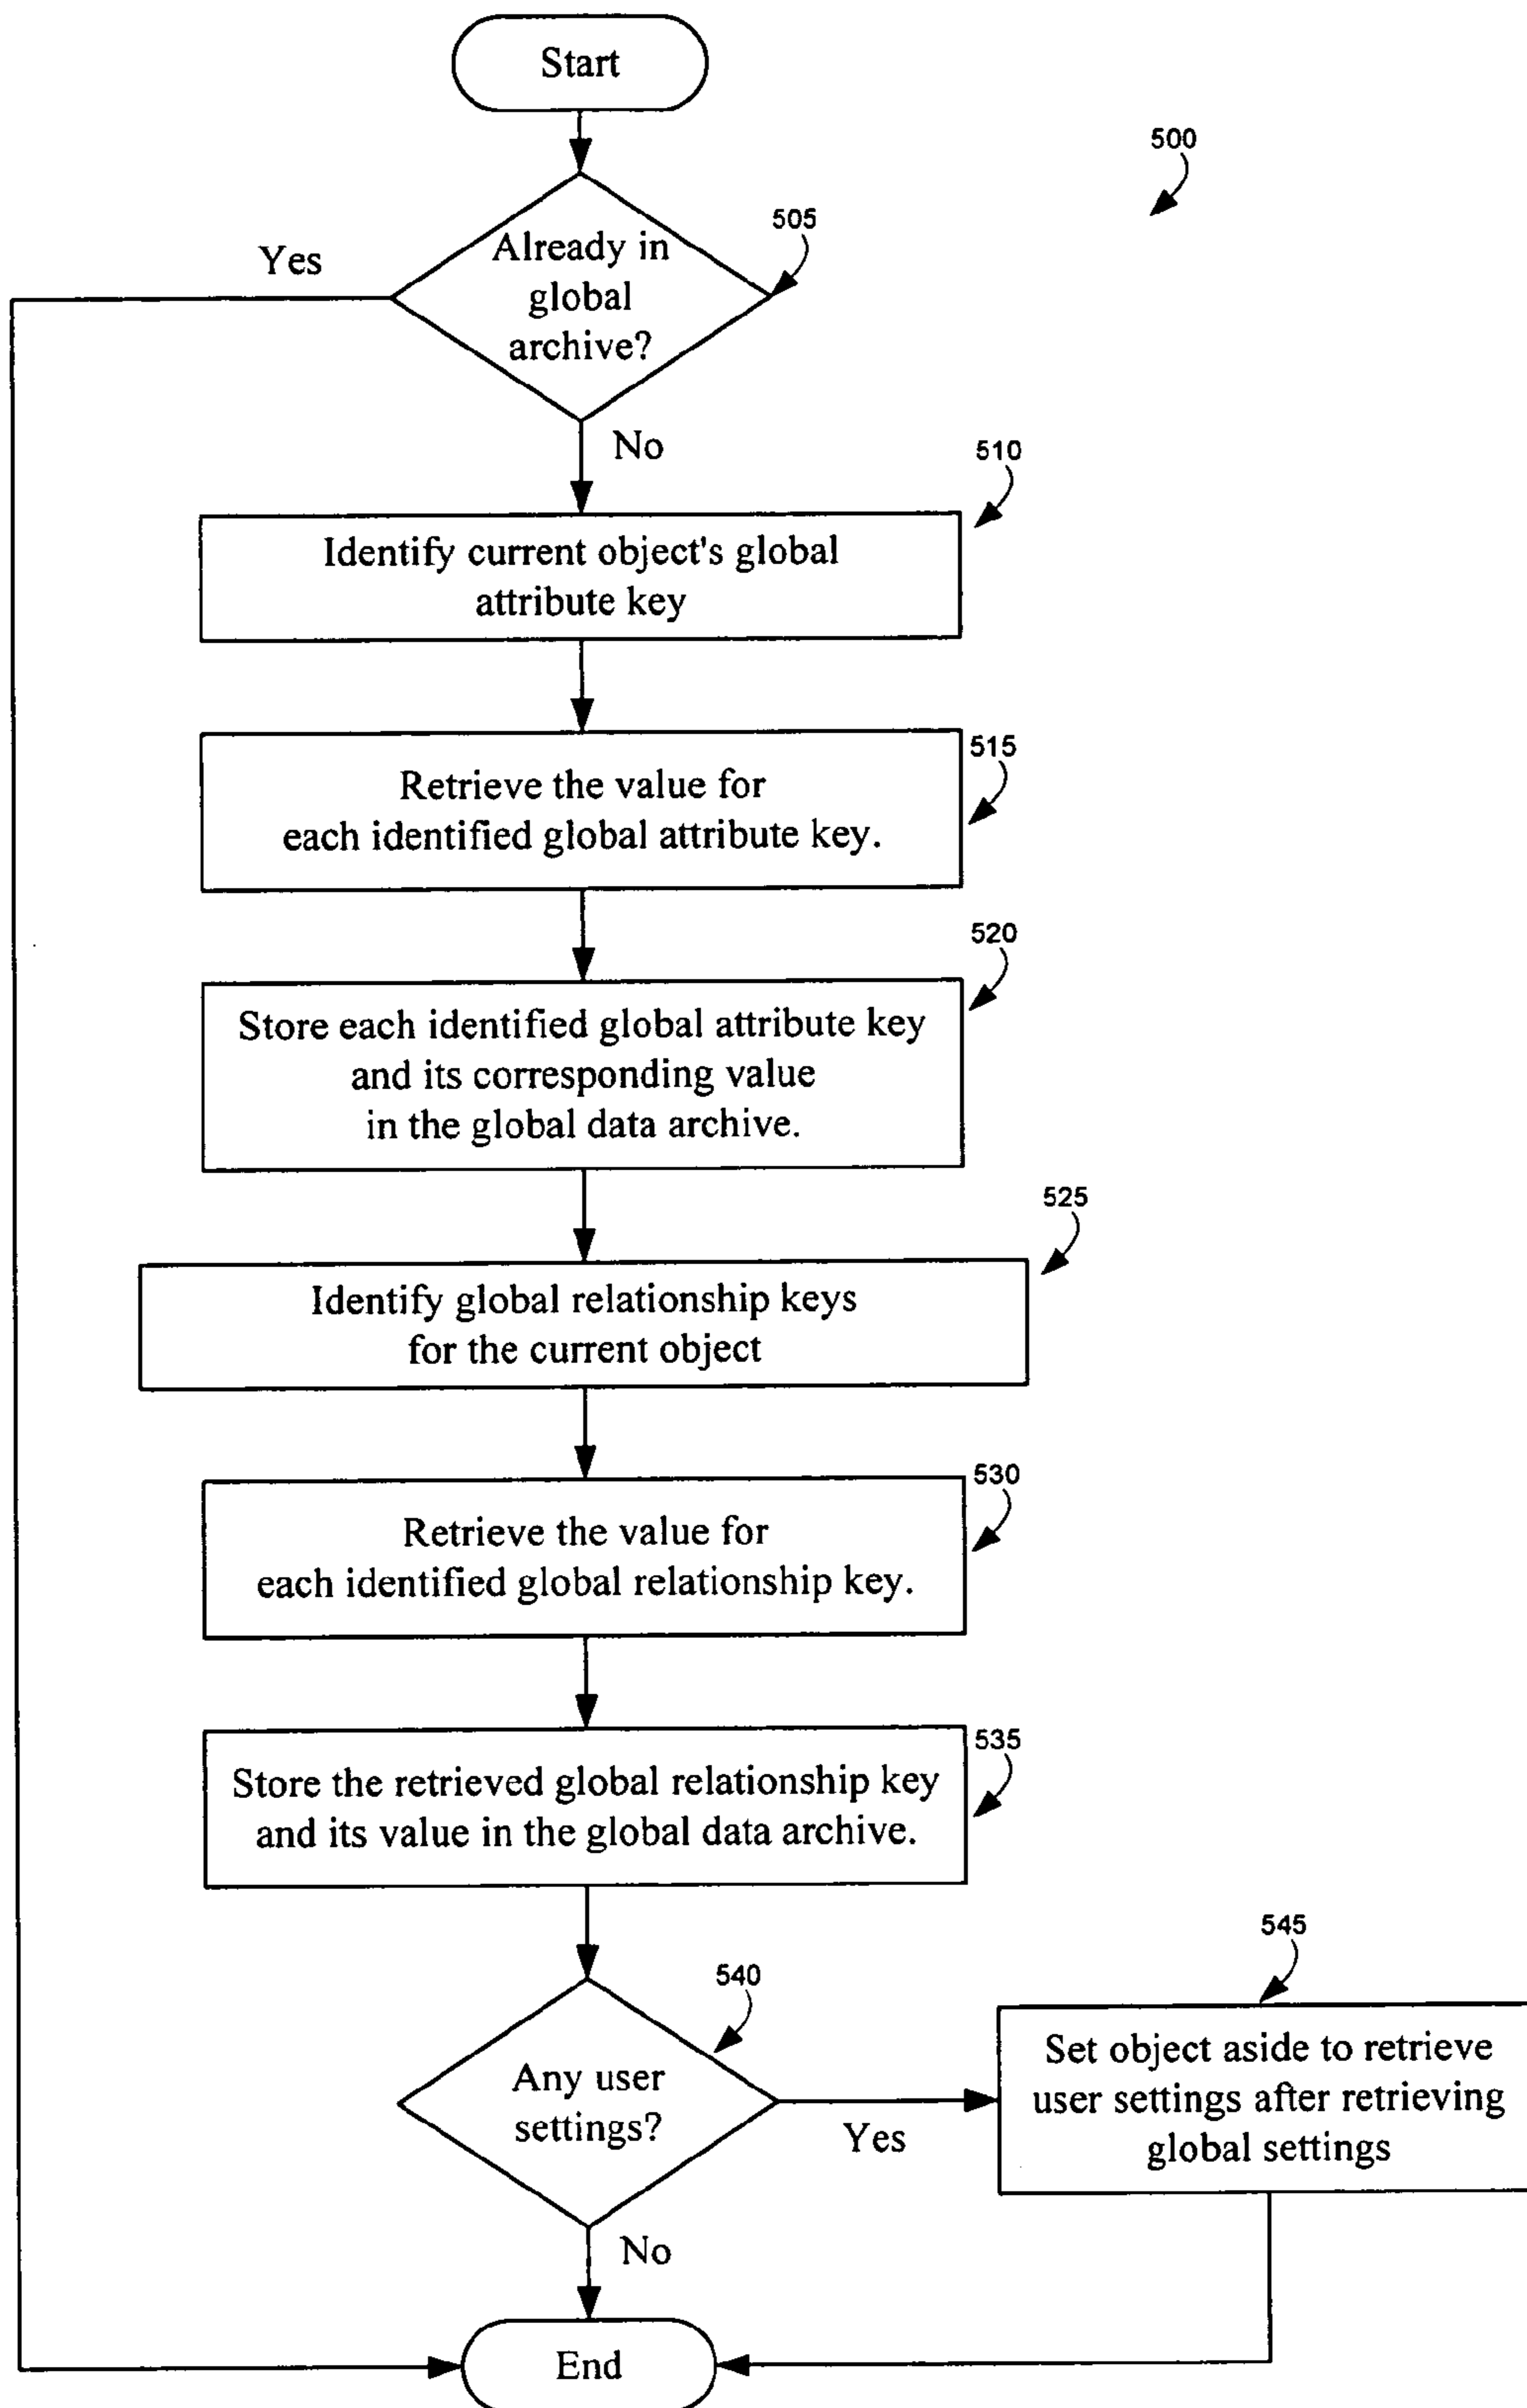 Start
500
505
Already in
global
archive?
Yes
No
510
Identify current object's global
attribute key
515
Retrieve the value for
each identified global attribute key.
520
Store each identified global attribute key
and its corresponding value
in the global data archive.
525
Identify global relationship keys
for the current object
530
Retrieve the value for
each identified global relationship key.
535
Store the retrieved global relationship key
and its value in the global data archive.
540
Any user
settings?
Yes
545
Set object aside to retrieve
user settings after retrieving
global settings
No
End